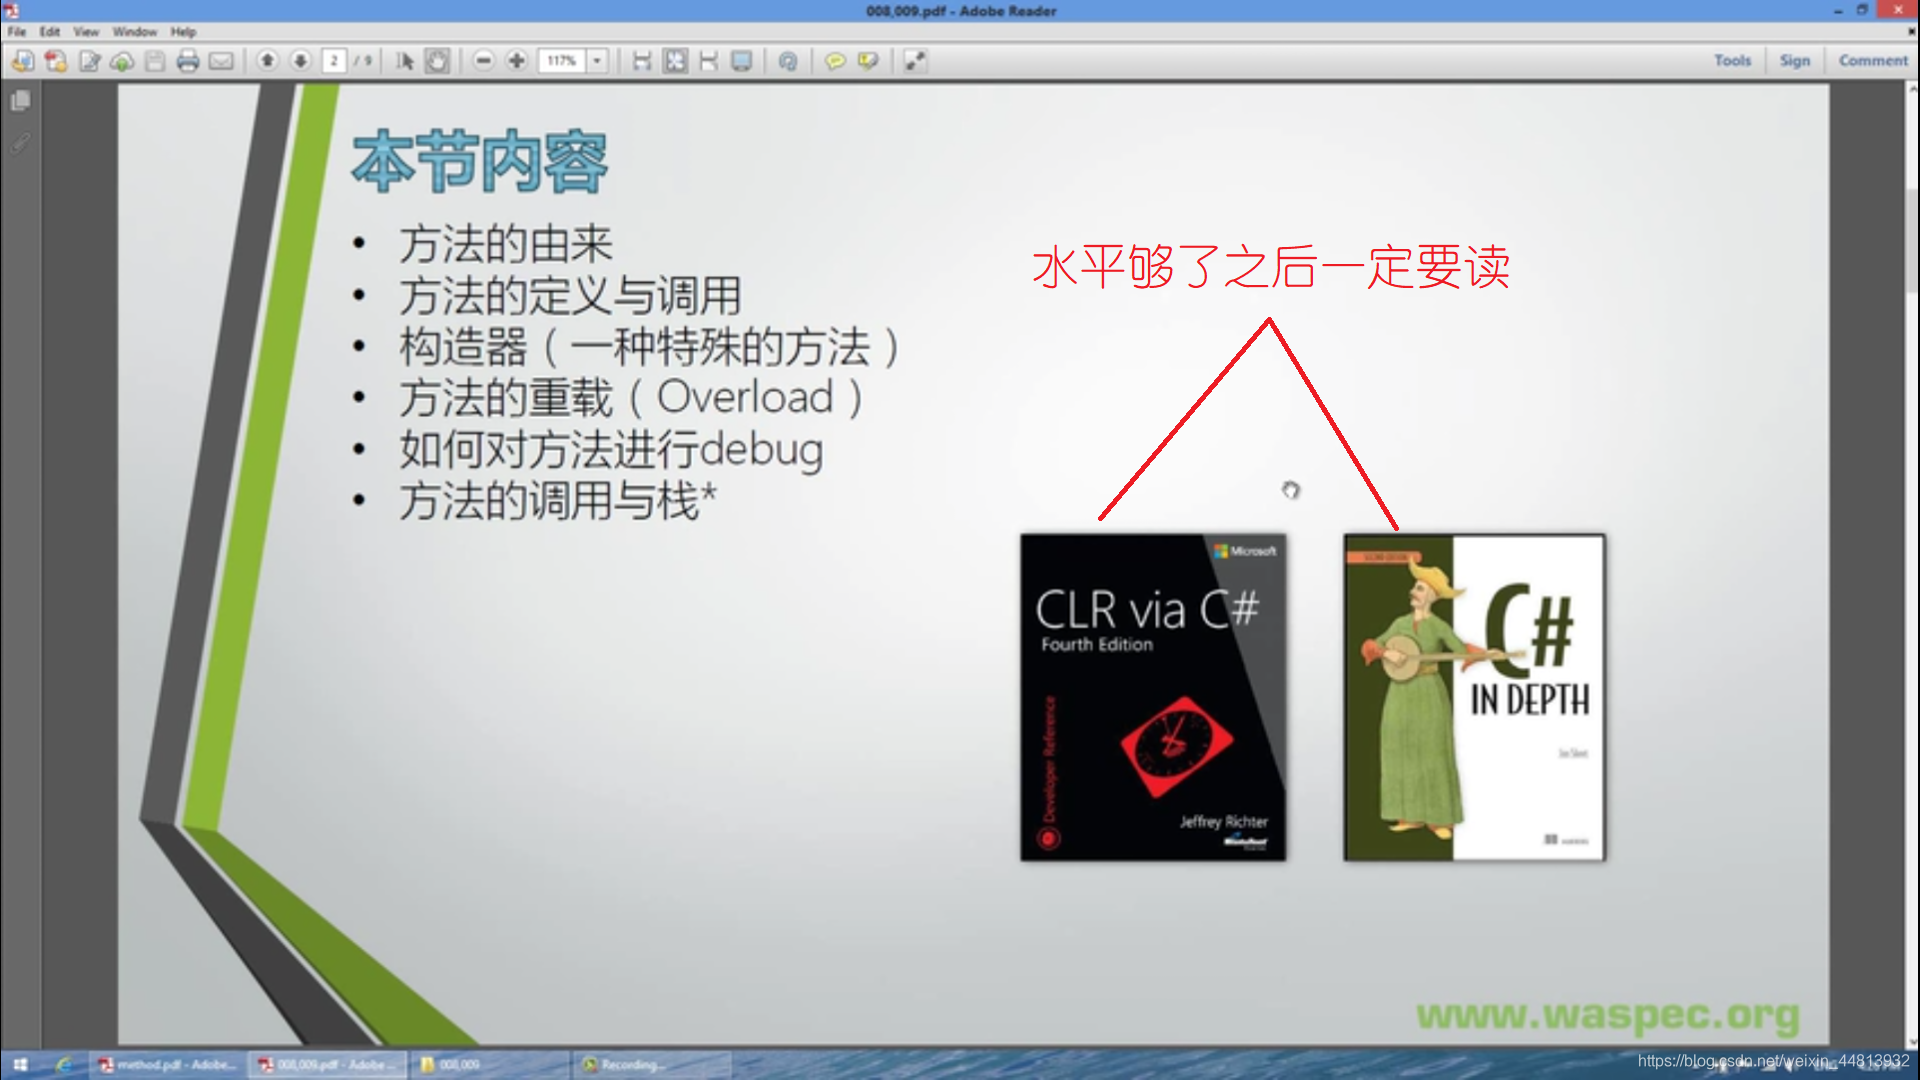 008,009.pdf - Adobe Reader
File Edit View Window Help
2 / 9 117% Tools Sign Comment
本节内容
• 方法的由来
• 方法的定义与调用
• 构造器（一种特殊的方法）
• 方法的重载（Overload）
• 如何对方法进行debug
• 方法的调用与栈*
水平够了之后一定要读
Microsoft
CLR via C#
Fourth Edition
Developer Reference
Jeffrey Richter
C#
IN DEPTH
www.waspec.org
method.pdf - Adobe... 008,009.pdf - Adobe ... 008,009 Recording...
https://blog.csdn.net/weixin_44813932